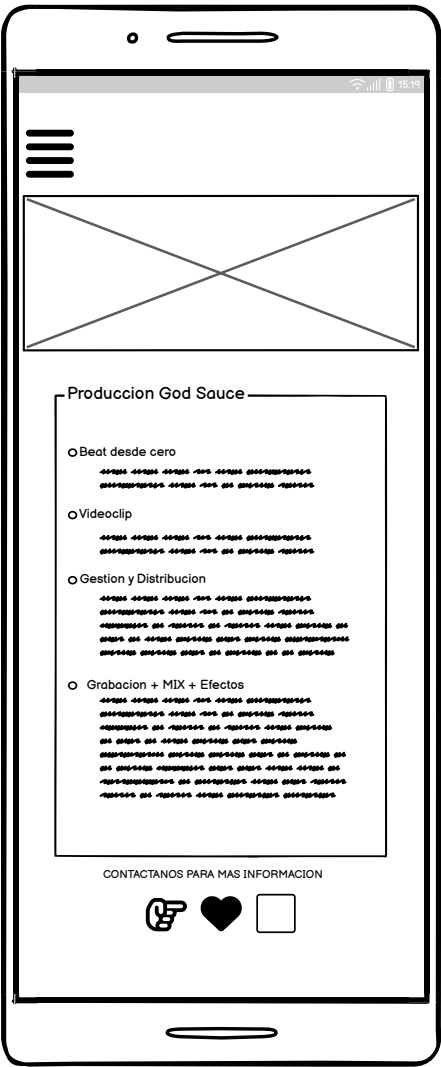 15:19
Produccion God Sauce
Beat desde cero
Videoclip
Gestion y Distribucion
Grabacion + MIX + Efectos
CONTACTANOS PARA MAS INFORMACION